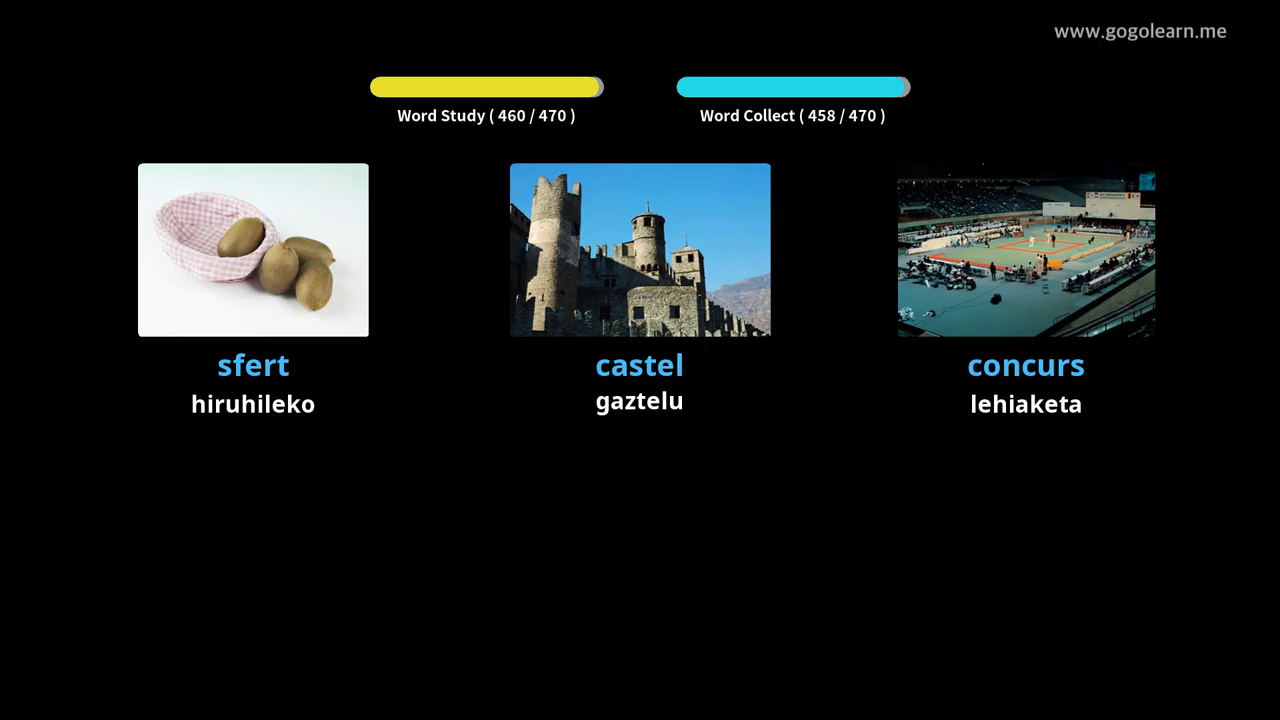 www.gogolearn.me
Word Study ( 460 / 470 )
Word Collect ( 458 / 470 )
sfert
hiruhileko
castel
gaztelu
concurs
lehiaketa